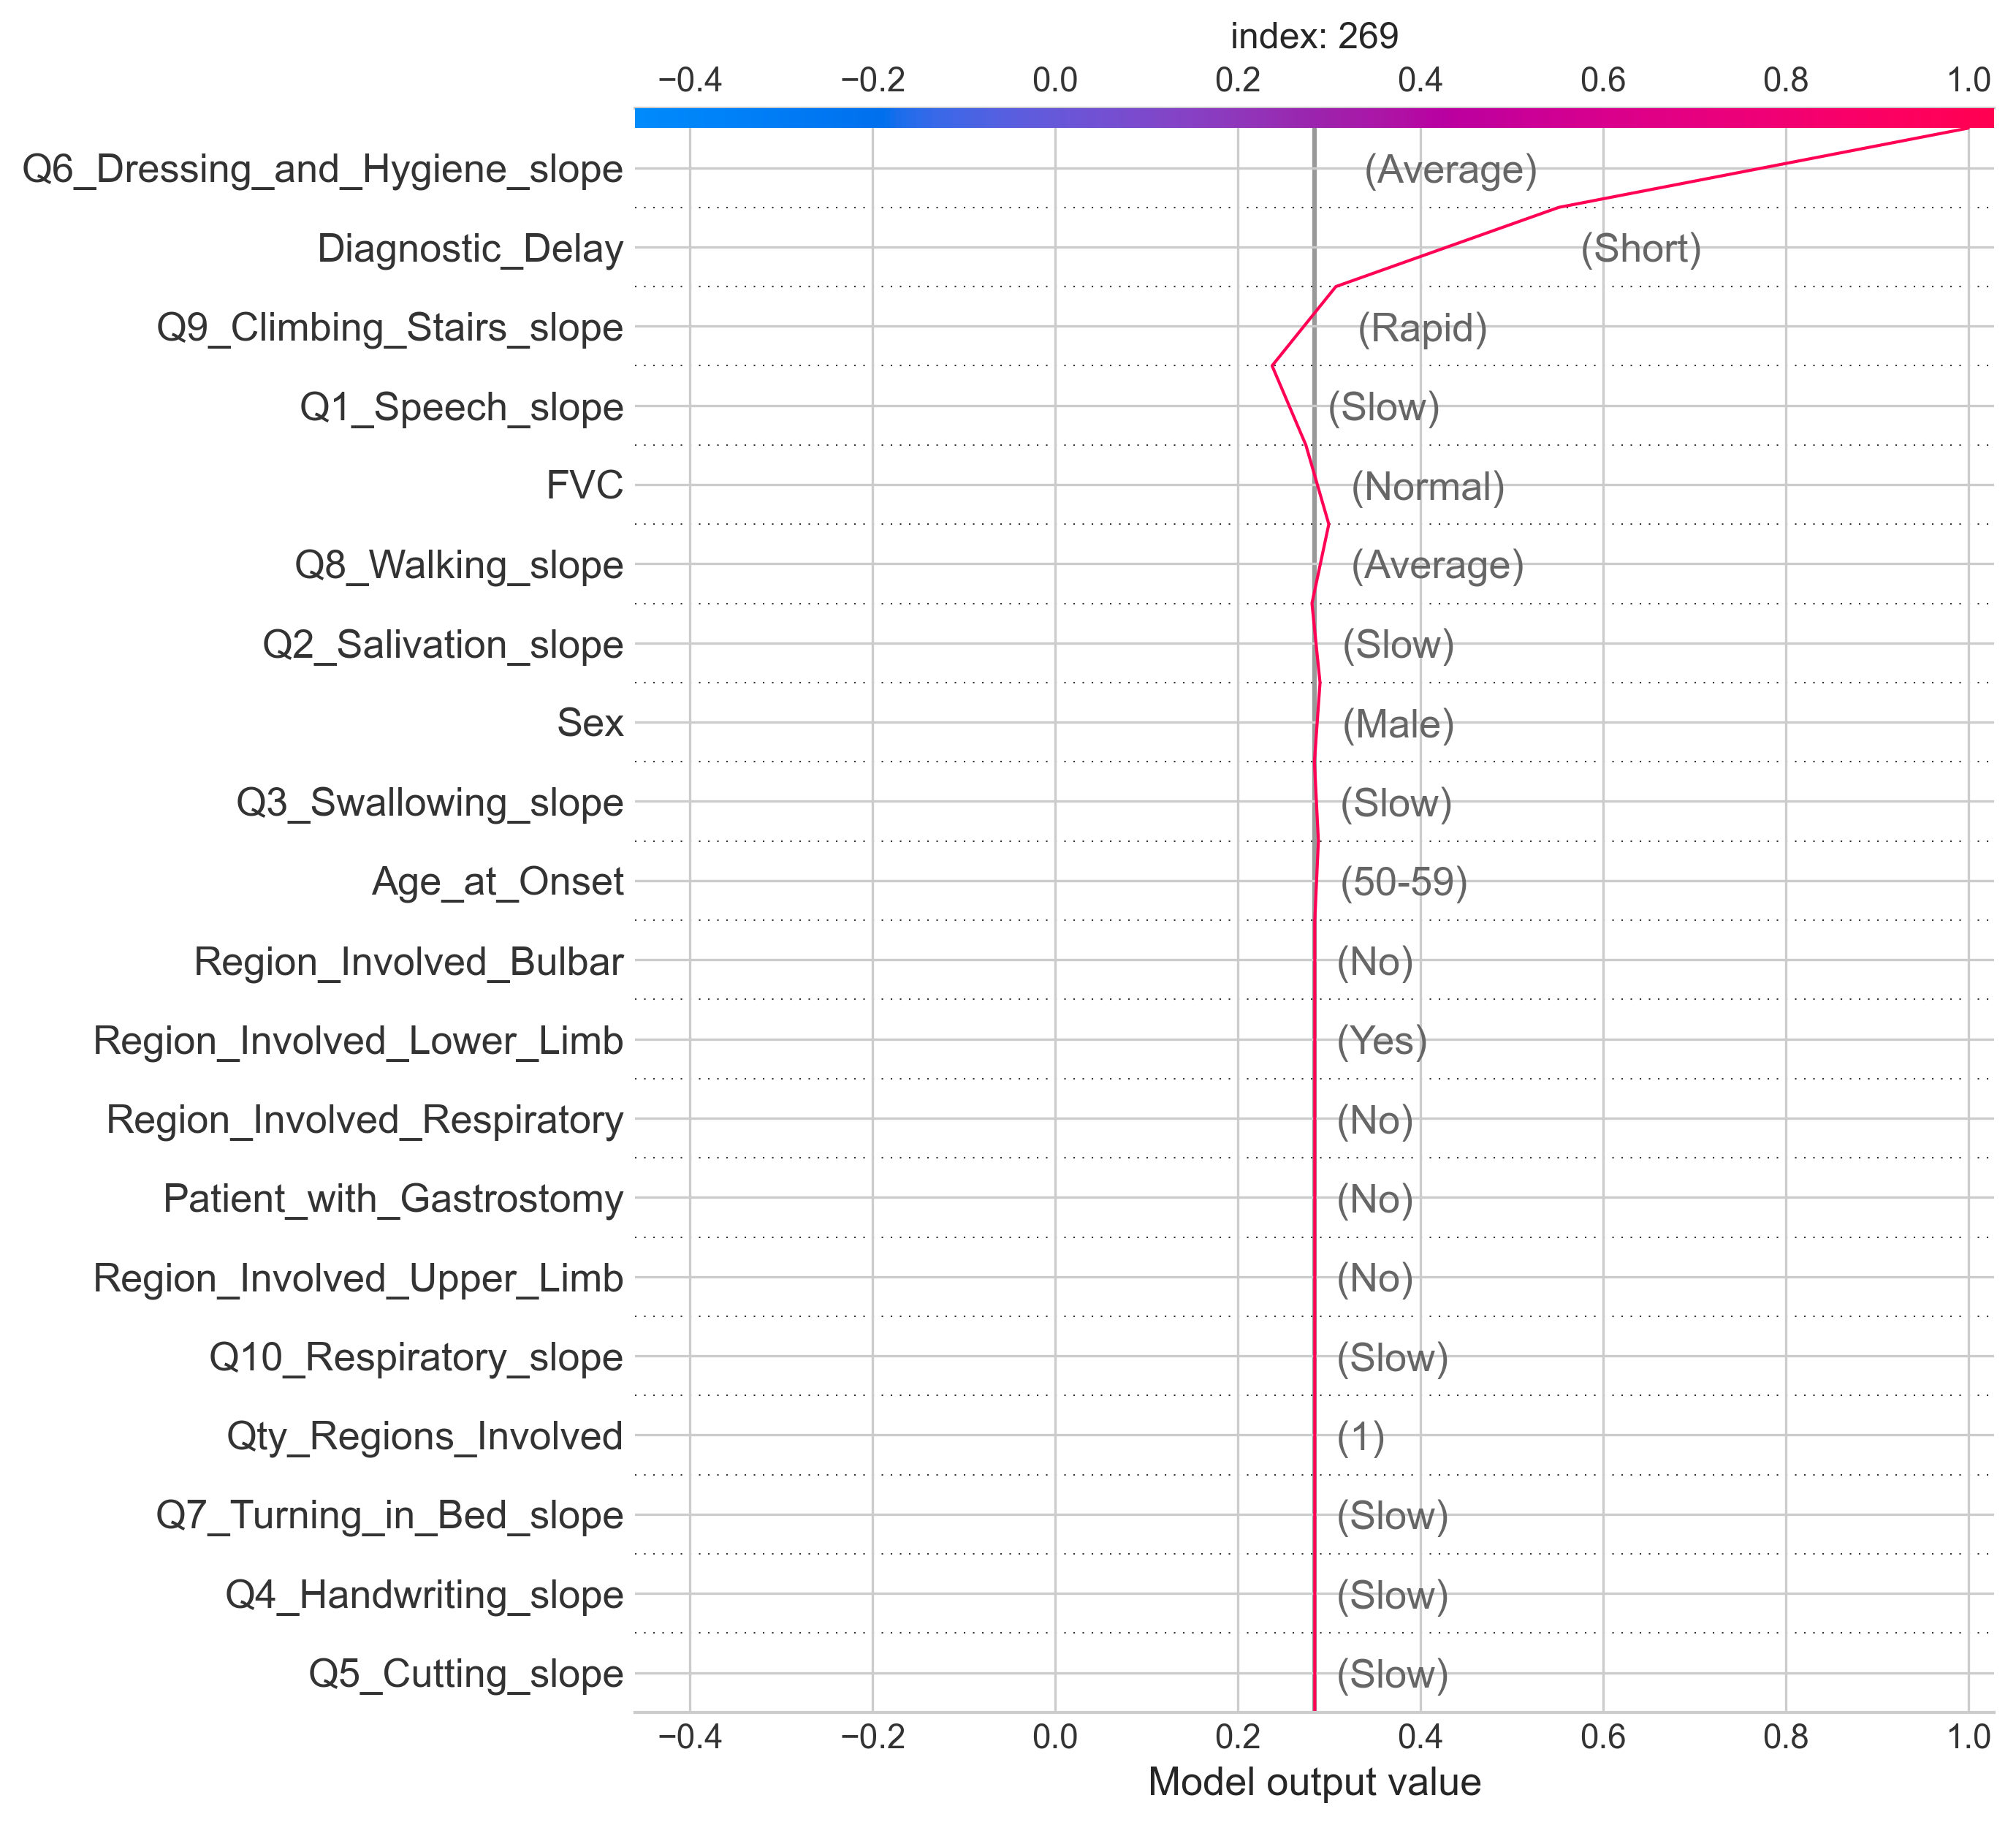 index: 269
−0.4 −0.2 0.0 0.2 0.4 0.6 0.8 1.0
Q6_Dressing_and_Hygiene_slope (Average)
Diagnostic_Delay (Short)
Q9_Climbing_Stairs_slope (Rapid)
Q1_Speech_slope (Slow)
FVC (Normal)
Q8_Walking_slope (Average)
Q2_Salivation_slope (Slow)
Sex (Male)
Q3_Swallowing_slope (Slow)
Age_at_Onset (50-59)
Region_Involved_Bulbar (No)
Region_Involved_Lower_Limb (Yes)
Region_Involved_Respiratory (No)
Patient_with_Gastrostomy (No)
Region_Involved_Upper_Limb (No)
Q10_Respiratory_slope (Slow)
Qty_Regions_Involved (1)
Q7_Turning_in_Bed_slope (Slow)
Q4_Handwriting_slope (Slow)
Q5_Cutting_slope (Slow)
−0.4 −0.2 0.0 0.2 0.4 0.6 0.8 1.0
Model output value